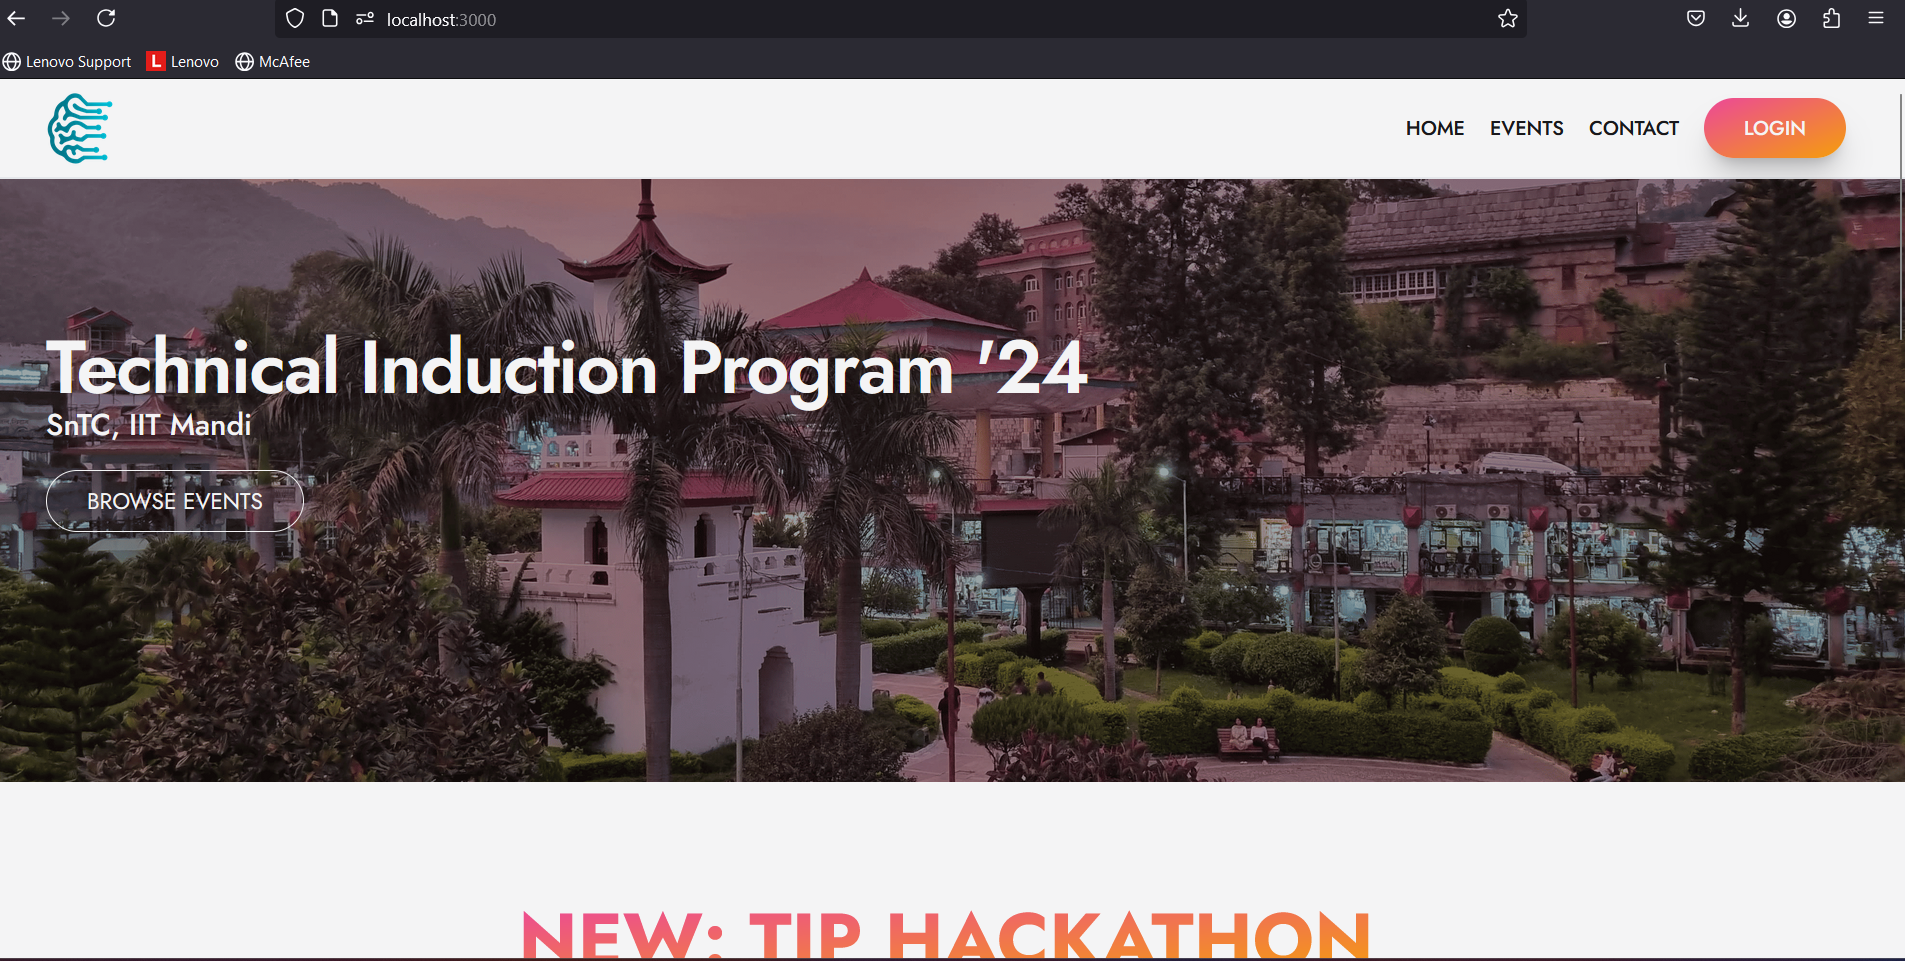 localhost:3000
Lenovo Support
L Lenovo
McAfee
HOME
EVENTS
CONTACT
LOGIN
Technical Induction Program '24
SnTC, IIT Mandi
BROWSE EVENTS
NEW: TIP HACKATHON